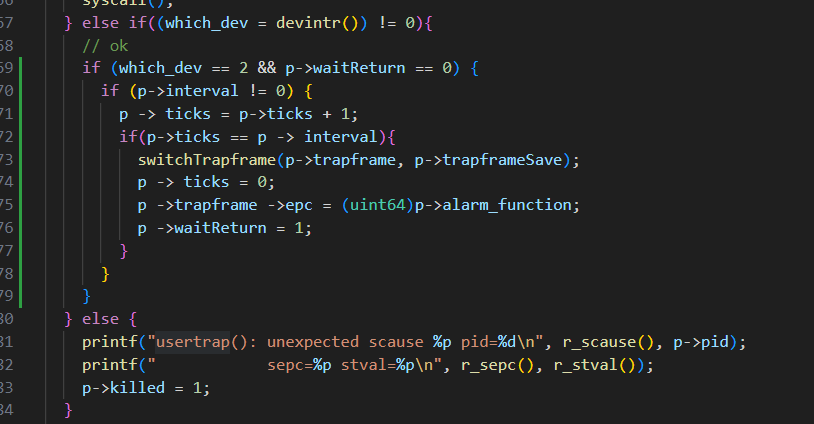 syscall();
67 } else if((which_dev = devintr()) != 0){
68 // ok
69 if (which_dev == 2 && p->waitReturn == 0) {
70 if (p->interval != 0) {
71 p -> ticks = p->ticks + 1;
72 if(p->ticks == p -> interval){
73 switchTrapframe(p->trapframe, p->trapframeSave);
74 p -> ticks = 0;
75 p ->trapframe ->epc = (uint64)p->alarm_function;
76 p ->waitReturn = 1;
77 }
78 }
79 }
80 } else {
81 printf("usertrap(): unexpected scause %p pid=%d\n", r_scause(), p->pid);
82 printf("            sepc=%p stval=%p\n", r_sepc(), r_stval());
83 p->killed = 1;
84 }